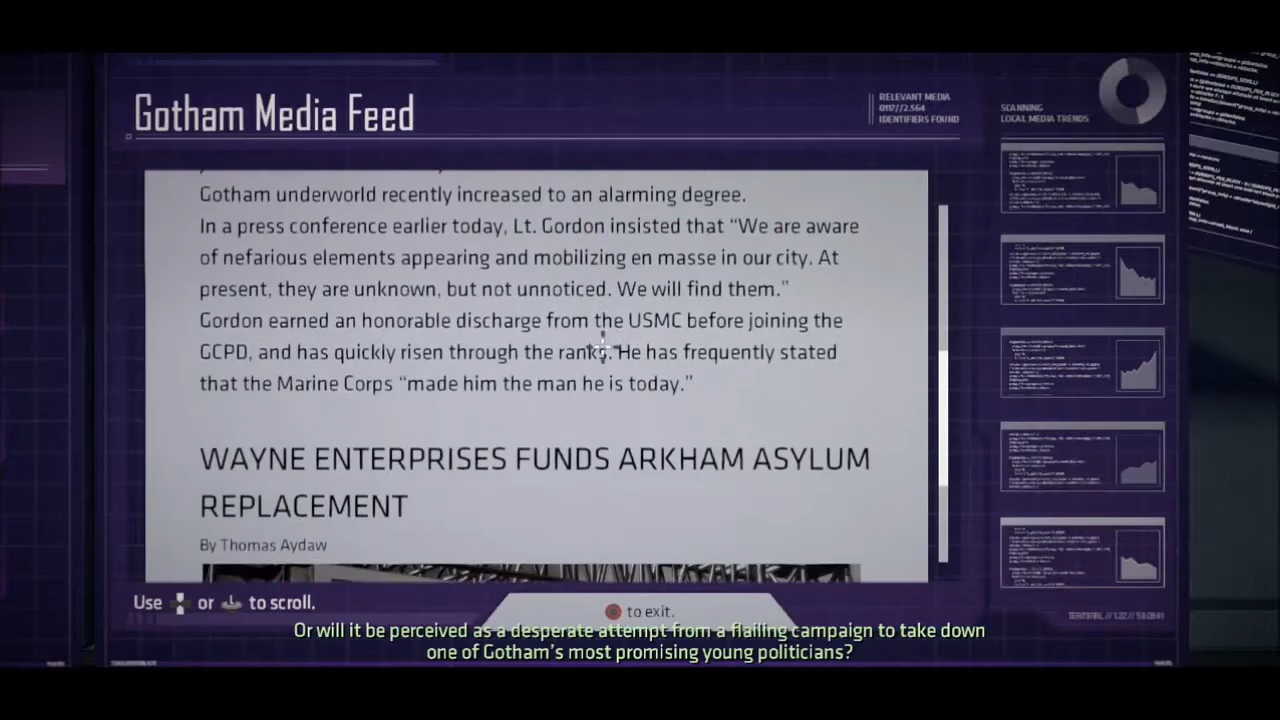 Gotham Media Feed
RELEVANT MEDIA
IDENTIFIERS FOUND
SCANNING
LOCAL MEDIA TRENDS
Gotham underworld recently increased to an alarming degree.
In a press conference earlier today, Lt. Gordon insisted that “We are aware
of nefarious elements appearing and mobilizing en masse in our city. At
present, they are unknown, but not unnoticed. We will find them.”
Gordon earned an honorable discharge from the USMC before joining the
GCPD, and has quickly risen through the ranks. He has frequently stated
that the Marine Corps “made him the man he is today.”
WAYNE ENTERPRISES FUNDS ARKHAM ASYLUM
REPLACEMENT
By Thomas Aydaw
Use or to scroll.
to exit.
Or will it be perceived as a desperate attempt from a flailing campaign to take down
one of Gotham's most promising young politicians?